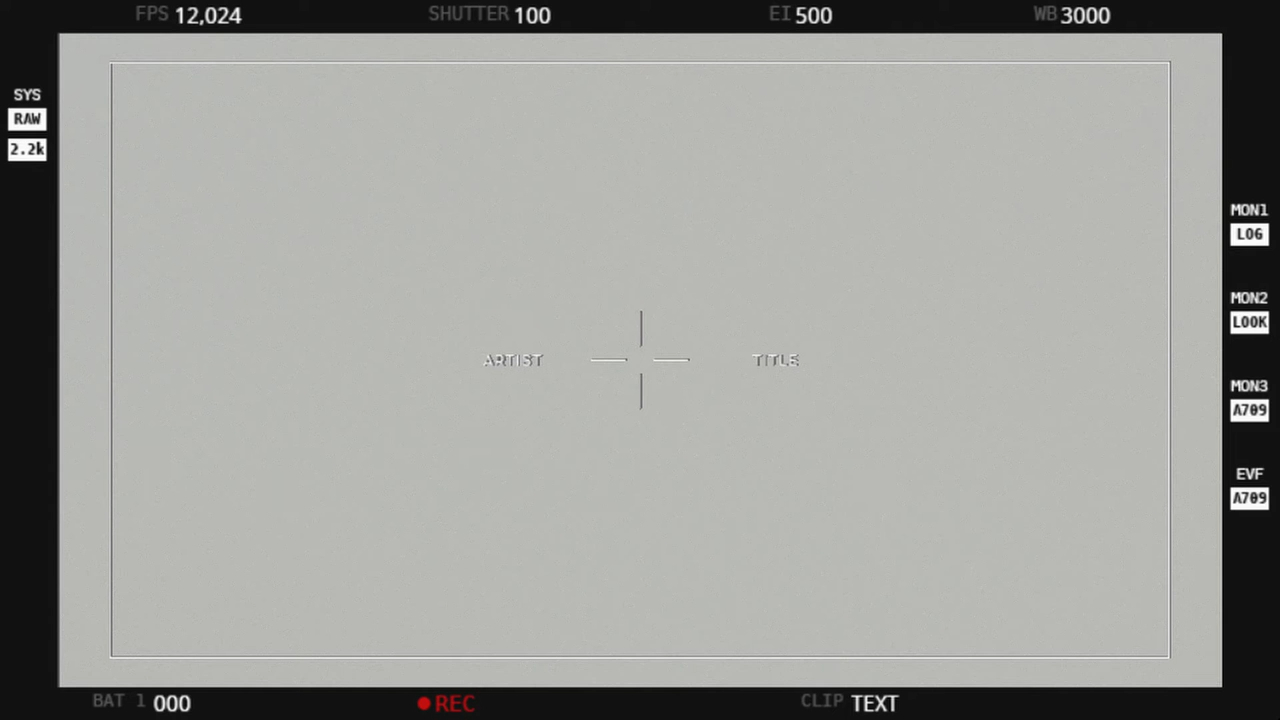 FPS 12,024 SHUTTER 100 EI 500 WB 3000
SYS
RAW
2.2k
MON1
LOG
MON2
LOOK
ARTIST TITLE
MON3
A709
EVF
A709
BAT 1 000 REC CLIP TEXT